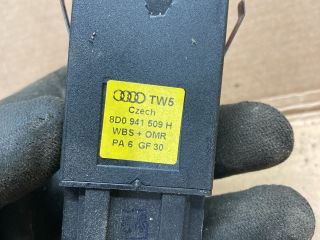 TW5
Czech
8D0 941 509 H
WBS + OMR
PA 6 GF 30